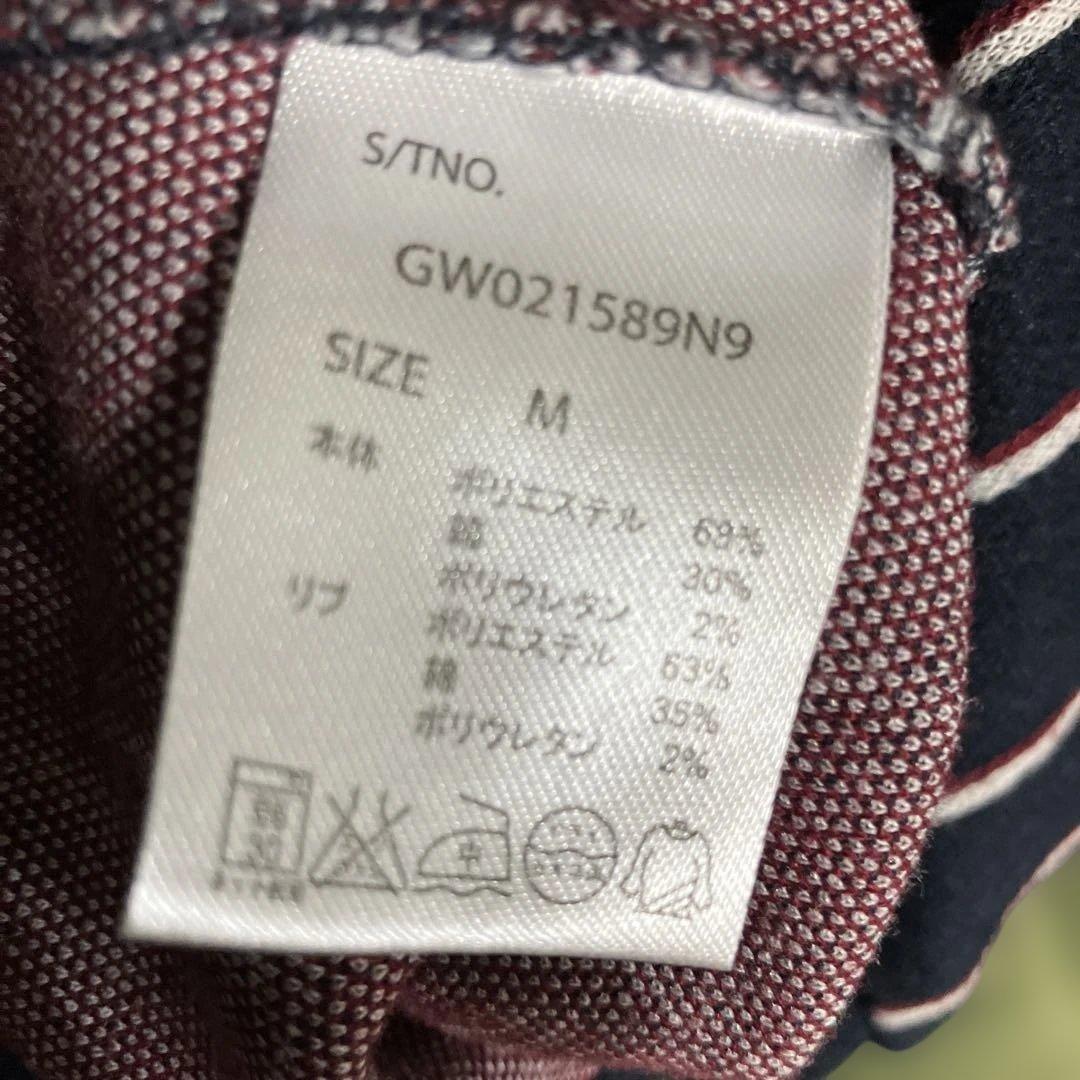 S/TNO.
GW021589N9
SIZE M
本体 ポリエステル 68%
綿 30%
ポリウレタン 2%
リブ ポリエステル 63%
綿 35%
ポリウレタン 2%
中